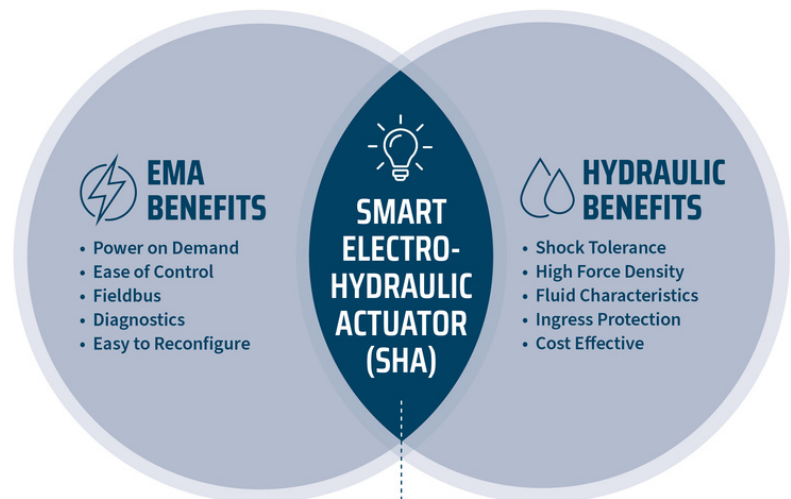 EMA
BENEFITS
• Power on Demand
• Ease of Control
• Fieldbus
• Diagnostics
• Easy to Reconfigure
SMART
ELECTRO-
HYDRAULIC
ACTUATOR
(SHA)
HYDRAULIC
BENEFITS
• Shock Tolerance
• High Force Density
• Fluid Characteristics
• Ingress Protection
• Cost Effective